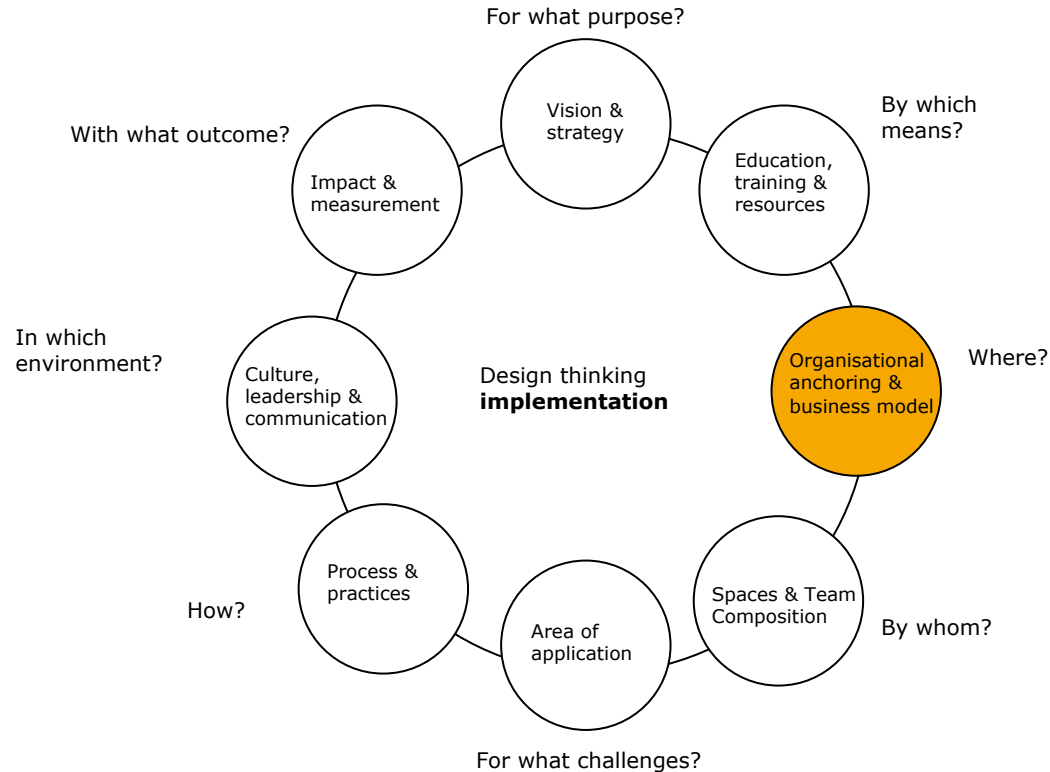 For what purpose?
Vision &
strategy
By which
means?
Education,
training &
resources
Where?
Organisational
anchoring &
business model
By whom?
Spaces & Team
Composition
For what challenges?
Area of
application
How?
Process &
practices
In which
environment?
Culture,
leadership &
communication
With what outcome?
Impact &
measurement
Design thinking
implementation